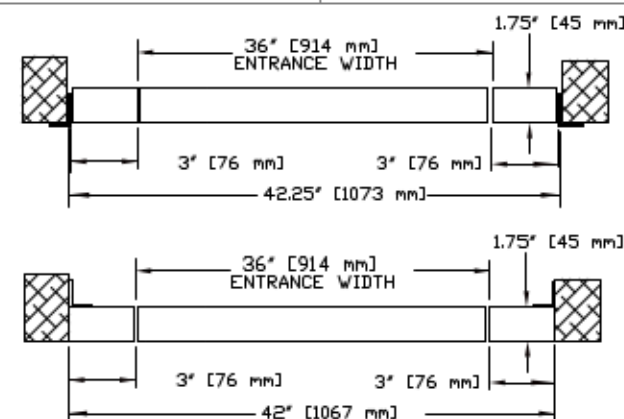 1.75" [45 mm]
36" [914 mm]
ENTRANCE WIDTH
3" [76 mm] 3" [76 mm]
42.25" [1073 mm]
1.75" [45 mm]
36" [914 mm]
ENTRANCE WIDTH
3" [76 mm] 3" [76 mm]
42" [1067 mm]